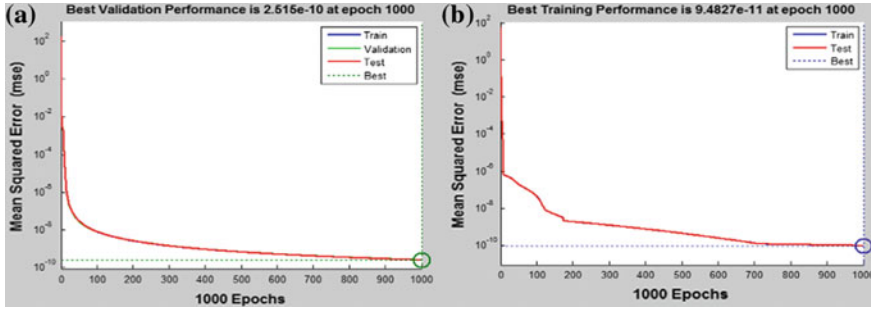 (a)
Best Validation Performance is 2.515e-10 at epoch 1000
Mean Squared Error (mse)
10^2
10^0
10^-2
10^-4
10^-6
10^-8
10^-10
Train
Validation
Test
Best
0 100 200 300 400 500 600 700 800 900 1000
1000 Epochs
(b)
Best Training Performance is 9.4827e-11 at epoch 1000
Mean Squared Error (mse)
10^2
10^0
10^-2
10^-4
10^-6
10^-8
10^-10
Train
Test
Best
0 100 200 300 400 500 600 700 800 900 1000
1000 Epochs